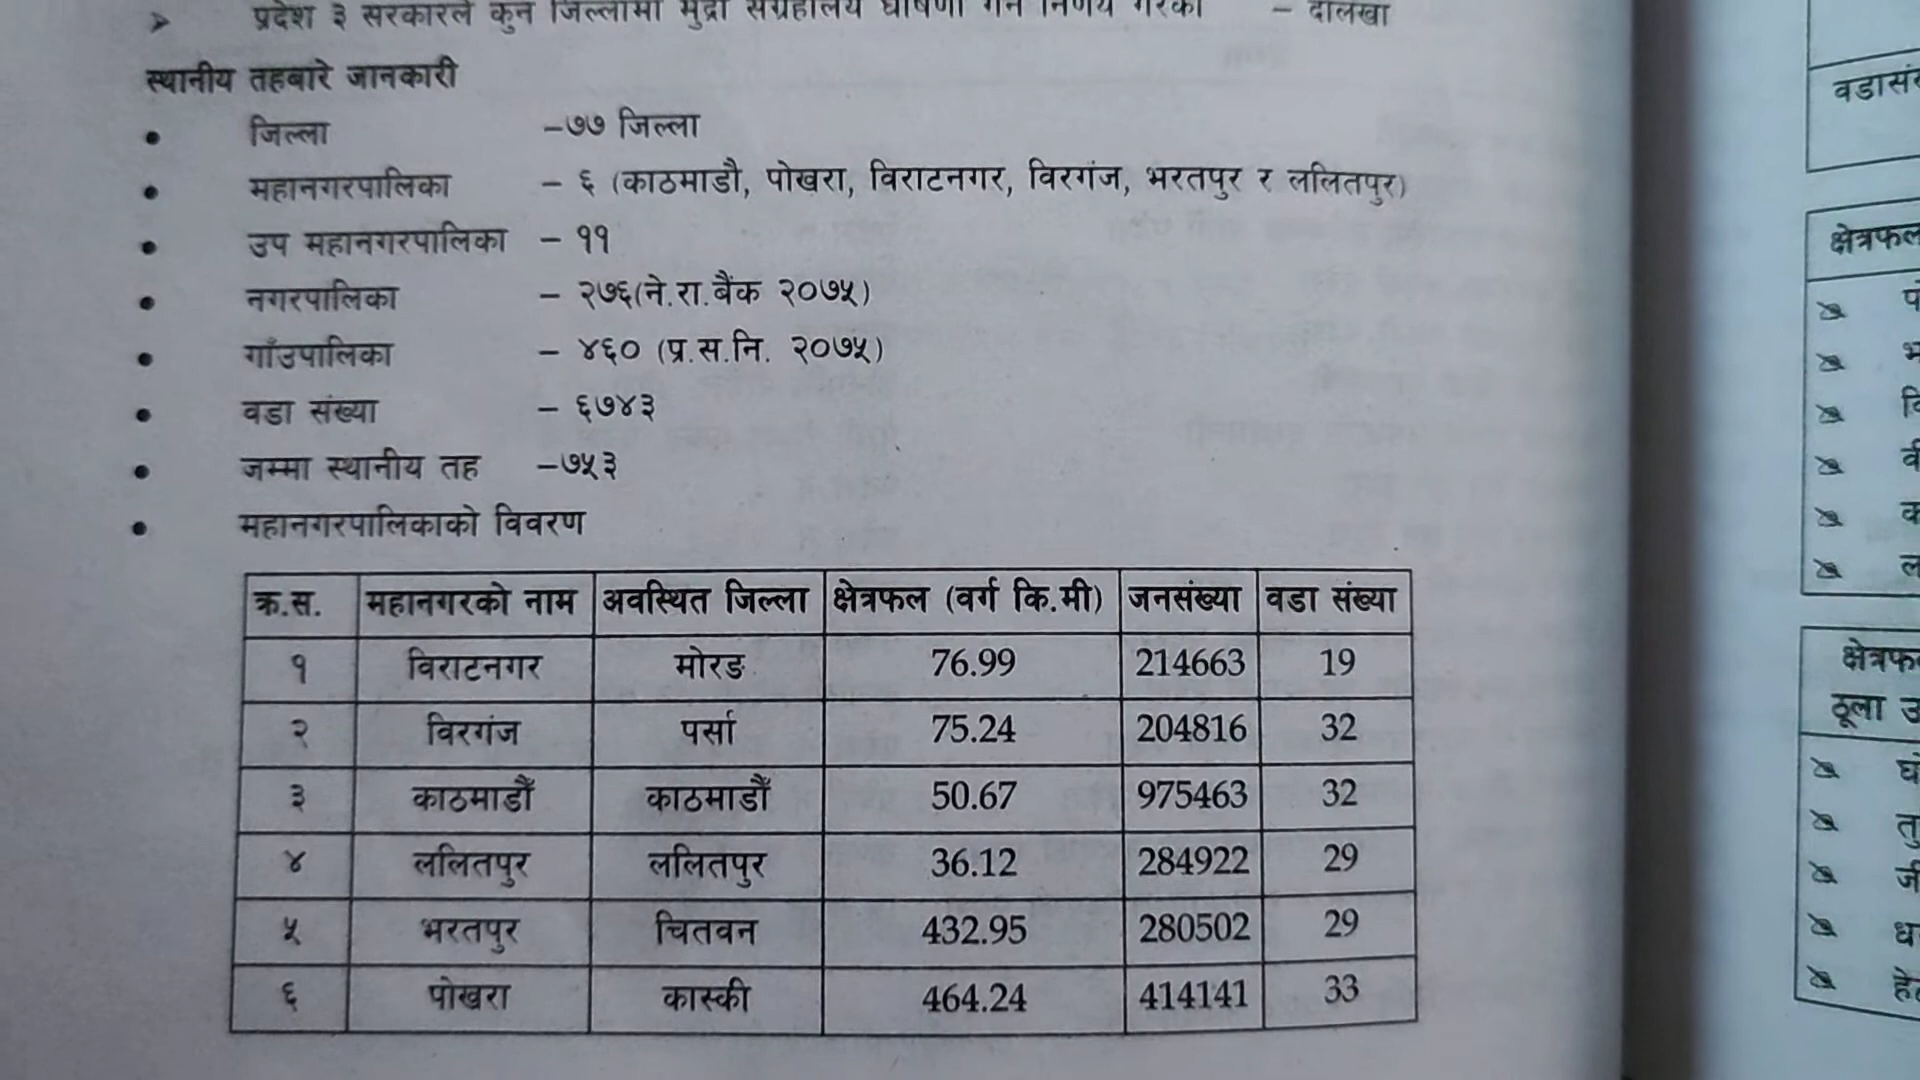 ➤ प्रदेश ३ सरकारले कुन जिल्लामा मुद्रा संग्रहालय घोषणा गर्ने निर्णय गरेको – दोलखा
स्थानीय तहबारे जानकारी
• जिल्ला –७७ जिल्ला
• महानगरपालिका – ६ (काठमाडौ, पोखरा, विराटनगर, विरगंज, भरतपुर र ललितपुर)
• उप महानगरपालिका – ११
• नगरपालिका – २७६(ने.रा.बैंक २०७५)
• गाँउपालिका – ४६० (प्र.स.नि. २०७५)
• वडा संख्या – ६७४३
• जम्मा स्थानीय तह –७५३
• महानगरपालिकाको विवरण
क्र.स. महानगरको नाम अवस्थित जिल्ला क्षेत्रफल (वर्ग कि.मी) जनसंख्या वडा संख्या
१ विराटनगर मोरङ 76.99 214663 19
२ विरगंज पर्सा 75.24 204816 32
३ काठमाडौँ काठमाडौँ 50.67 975463 32
४ ललितपुर ललितपुर 36.12 284922 29
५ भरतपुर चितवन 432.95 280502 29
६ पोखरा कास्की 464.24 414141 33
क्षेत्रफल
ठूला